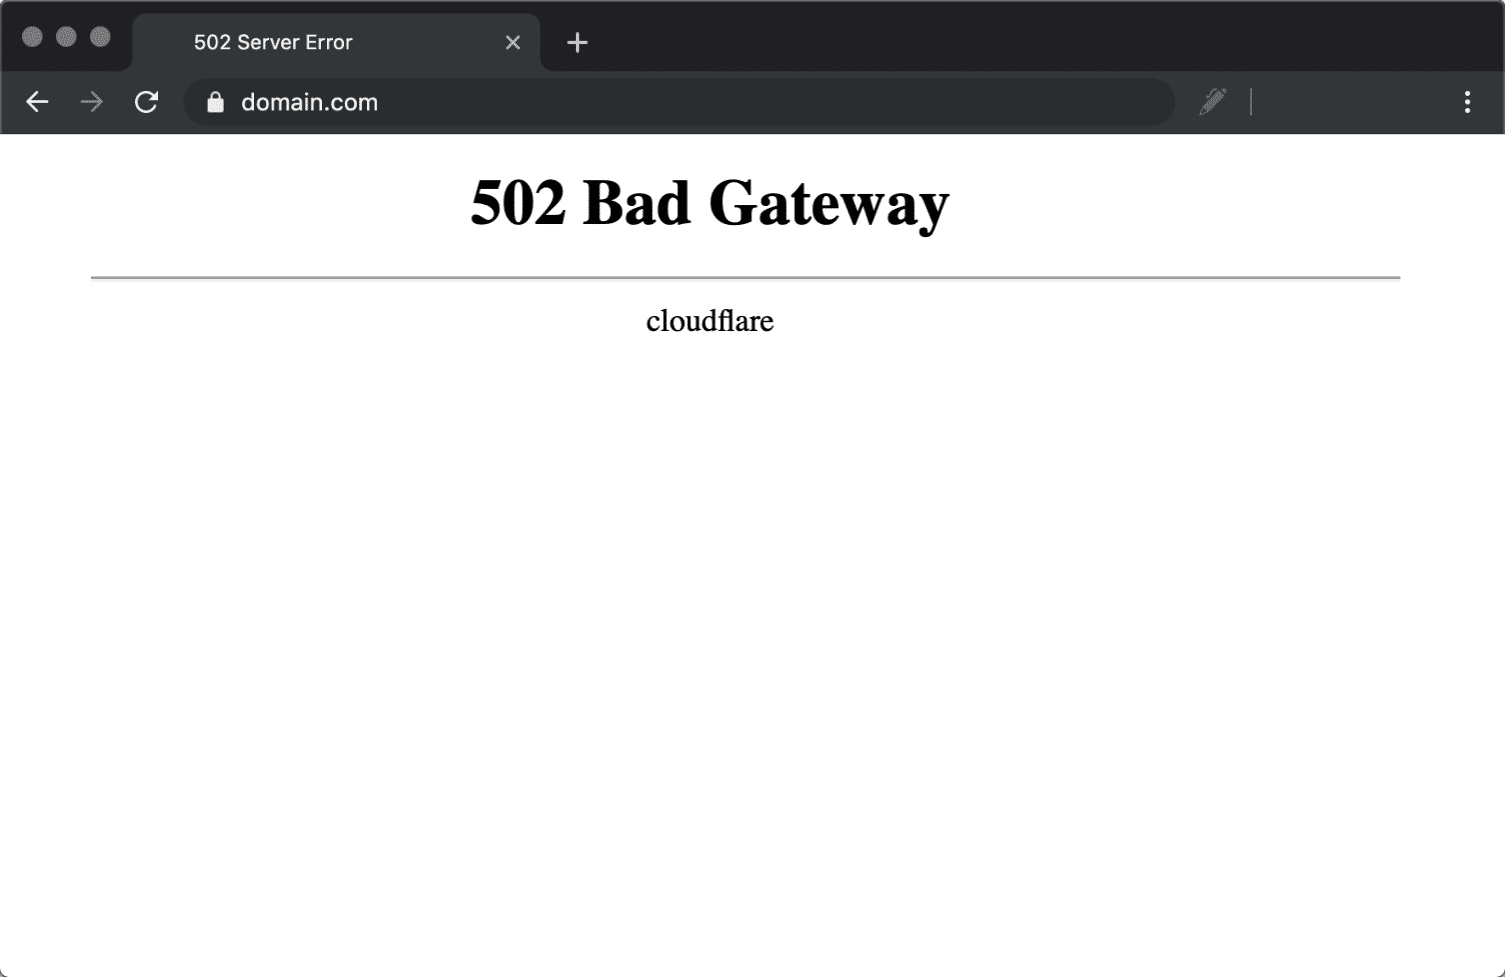 502 Server Error
domain.com
502 Bad Gateway
cloudflare